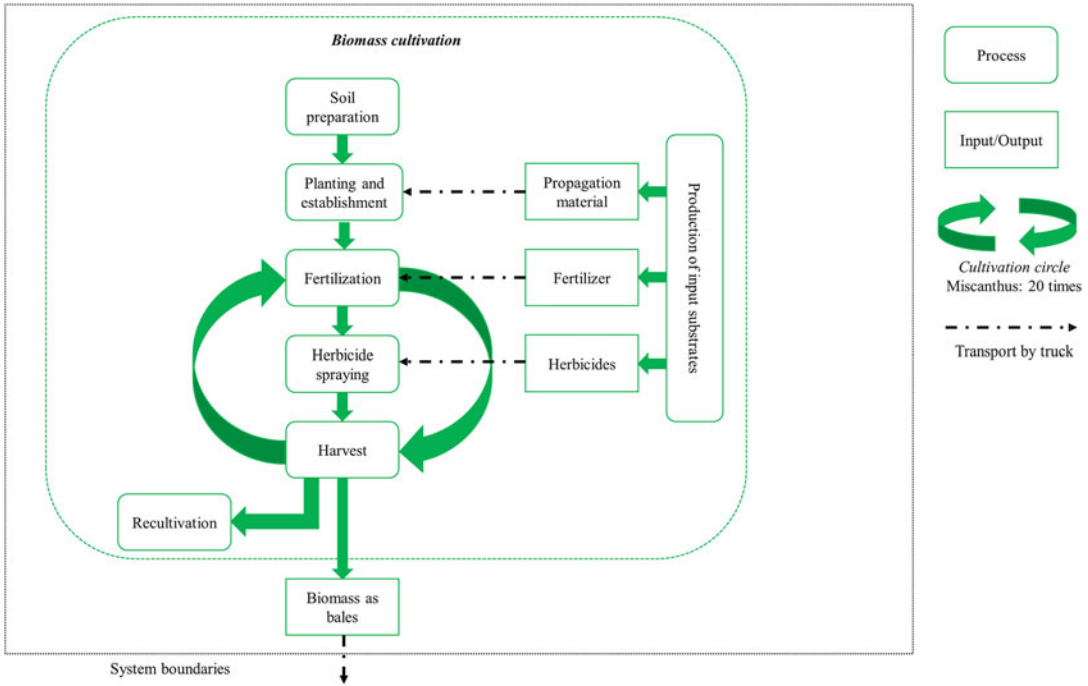 Biomass cultivation
Soil
preparation
Planting and
establishment
Propagation
material
Fertilization
Fertilizer
Herbicide
spraying
Herbicides
Production of input substrates
Harvest
Recultivation
Biomass as
bales
System boundaries
Process
Input/Output
Cultivation circle
Miscanthus: 20 times
Transport by truck